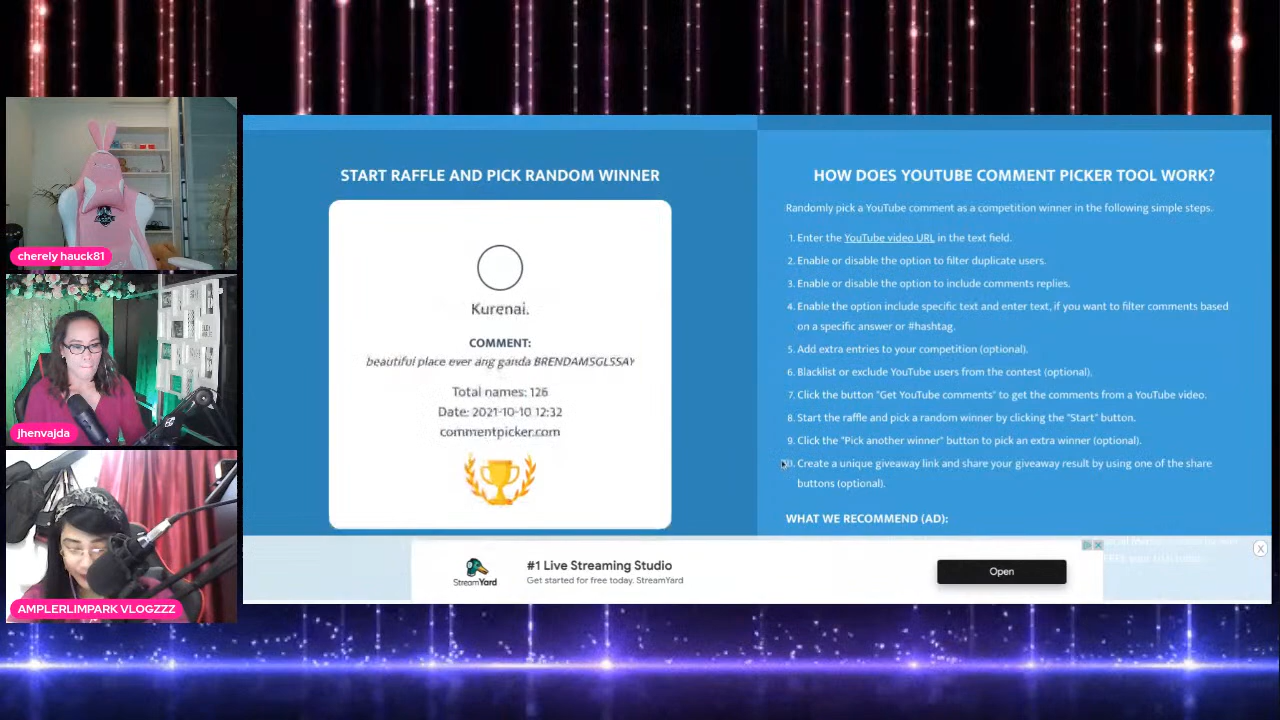 cherely hauck81
jhenvajda
AMPLERLIMPARK VLOGZZZ
START RAFFLE AND PICK RANDOM WINNER
Kurenai.
COMMENT:
beautiful place ever ang ganda BRENDAMSGLSSAY
Total names: 126
Date: 2021-10-10 12:32
commentpicker.com
HOW DOES YOUTUBE COMMENT PICKER TOOL WORK?
Randomly pick a YouTube comment as a competition winner in the following simple steps.
1. Enter the YouTube video URL in the text field.
2. Enable or disable the option to filter duplicate users.
3. Enable or disable the option to include comments replies.
4. Enable the option include specific text and enter text, if you want to filter comments based
on a specific answer or #hashtag.
5. Add extra entries to your competition (optional).
6. Blacklist or exclude YouTube users from the contest (optional).
7. Click the button "Get YouTube comments" to get the comments from a YouTube video.
8. Start the raffle and pick a random winner by clicking the "Start" button.
9. Click the "Pick another winner" button to pick an extra winner (optional).
Create a unique giveaway link and share your giveaway result by using one of the share
buttons (optional).
WHAT WE RECOMMEND (AD):
StreamYard
#1 Live Streaming Studio
Get started for free today. StreamYard
Open